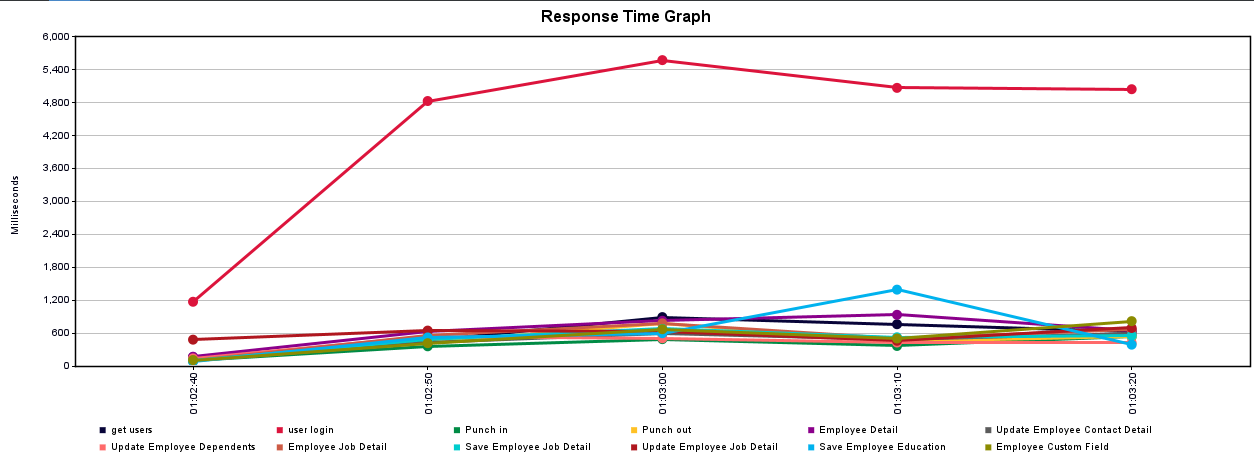 Response Time Graph
6,000
5,400
4,800
4,200
3,600
3,000
2,400
1,800
1,200
600
0
Milliseconds
01:02:40
01:02:50
01:03:00
01:03:10
01:03:20
get users
user login
Punch in
Punch out
Employee Detail
Update Employee Contact Detail
Update Employee Dependents
Employee Job Detail
Save Employee Job Detail
Update Employee Job Detail
Save Employee Education
Employee Custom Field